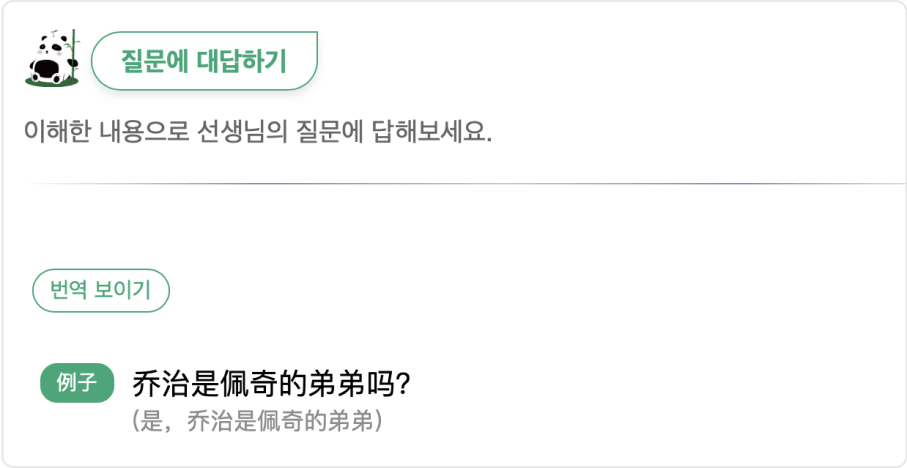 질문에 대답하기
이해한 내용으로 선생님의 질문에 답해보세요.
번역 보이기
例子 乔治是佩奇的弟弟吗?
(是，乔治是佩奇的弟弟)